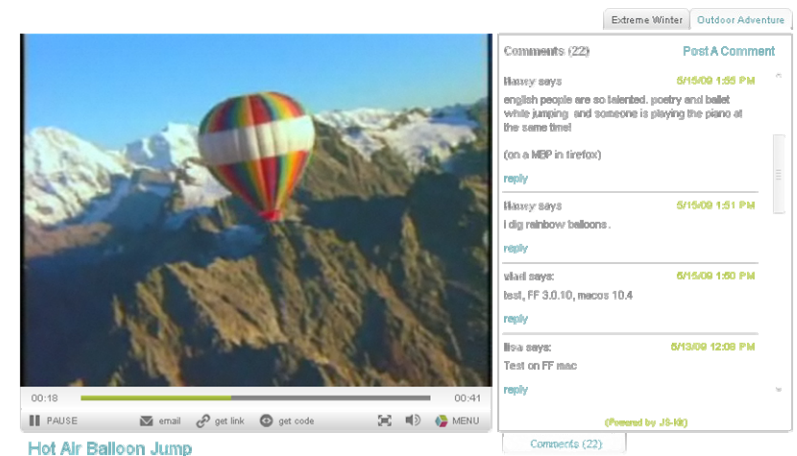 Extreme Winter
Outdoor Adventure
Comments (22)
Post A Comment
says
5/15/09 1:55 PM
english people are so talented. poetry and ballet
while jumping and someone is playing the piano at
the same time!
(on a MBP in firefox)
reply
says
5/15/09 1:51 PM
I dig rainbow balloons.
reply
vlad says:
5/15/09 1:50 PM
test, FF 3.0.10, macos 10.4
reply
says:
5/13/09 12:08 PM
Test on FF mac
reply
00:18
00:41
PAUSE
email
get link
get code
MENU
(Powered by JS-Kit)
Hot Air Balloon Jump
Comments (22)